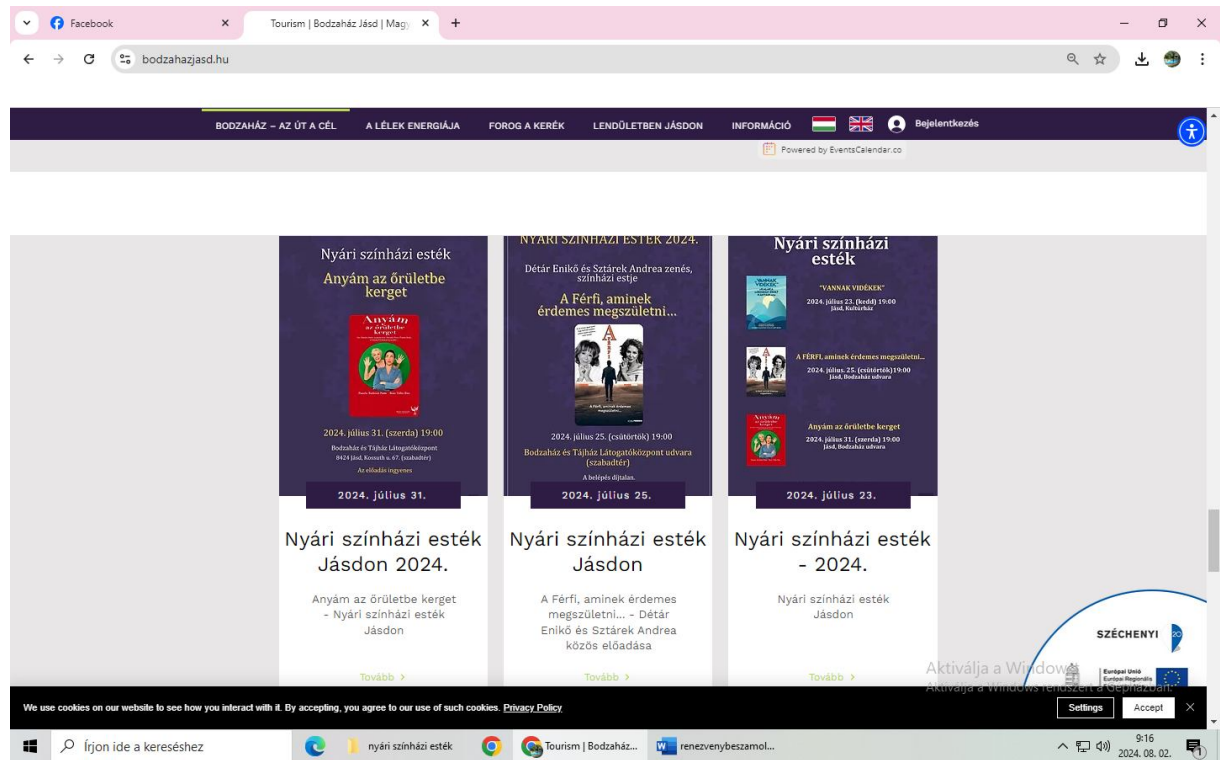 Facebook
Tourism | Bodzaház Jásd | Magy
bodzahazjasd.hu
BODZAHÁZ – AZ ÚT A CÉL A LÉLEK ENERGIÁJA FOROG A KERÉK LENDÜLETBEN JÁSDON INFORMÁCIÓ Bejelentkezés
Powered by EventsCalendar.co
Nyári színházi esték
Anyám az őrületbe
kerget
Anyám
az őrületbe
kerget
2024. július 31. (szerda) 19:00
Bodzaház és Tájház Látogatóközpont
8424 Jásd, Kossuth u. 67. (szabadtér)
Az előadás ingyenes
2024. július 31.
Nyári színházi esték
Jásdon 2024.
Anyám az őrületbe kerget
- Nyári színházi esték
Jásdon
Tovább >
NYÁRI SZÍNHÁZI ESTÉK 2024.
Détár Enikő és Sztárek Andrea zenés,
színházi estje
A Férfi, aminek
érdemes megszületni...
2024. július 25. (csütörtök) 19:00
Bodzaház és Tájház Látogatóközpont udvara
(szabadtér)
A belépés díjtalan.
2024. július 25.
Nyári színházi esték
Jásdon
A Férfi, aminek érdemes
megszületni... - Détár
Enikő és Sztárek Andrea
közös előadása
Tovább >
Nyári színházi
esték
"VANNAK VIDÉKEK"
2024. július 23. (kedd) 19:00
Jásd, Kultúrház
A FÉRFI, aminek érdemes megszületni...
2024. július. 25. (csütörtök)19:00
Jásd, Bodzaház udvara
Anyám az őrületbe kerget
2024. július 31. (szerda) 19:00
Jásd, Bodzaház udvara
2024. július 23.
Nyári színházi esték
- 2024.
Nyári színházi esték
Jásdon
Tovább >
SZÉCHENYI 20
Európai Unió
Európai Regionális
Aktiválja a Windows
Aktiválja a Windows rendszert a Gépházban.
We use cookies on our website to see how you interact with it. By accepting, you agree to our use of such cookies. Privacy Policy
Settings Accept
Írjon ide a kereséshez
nyári színházi esték
Tourism | Bodzaház...
renezvenybeszamol...
9:16
2024. 08. 02.
1